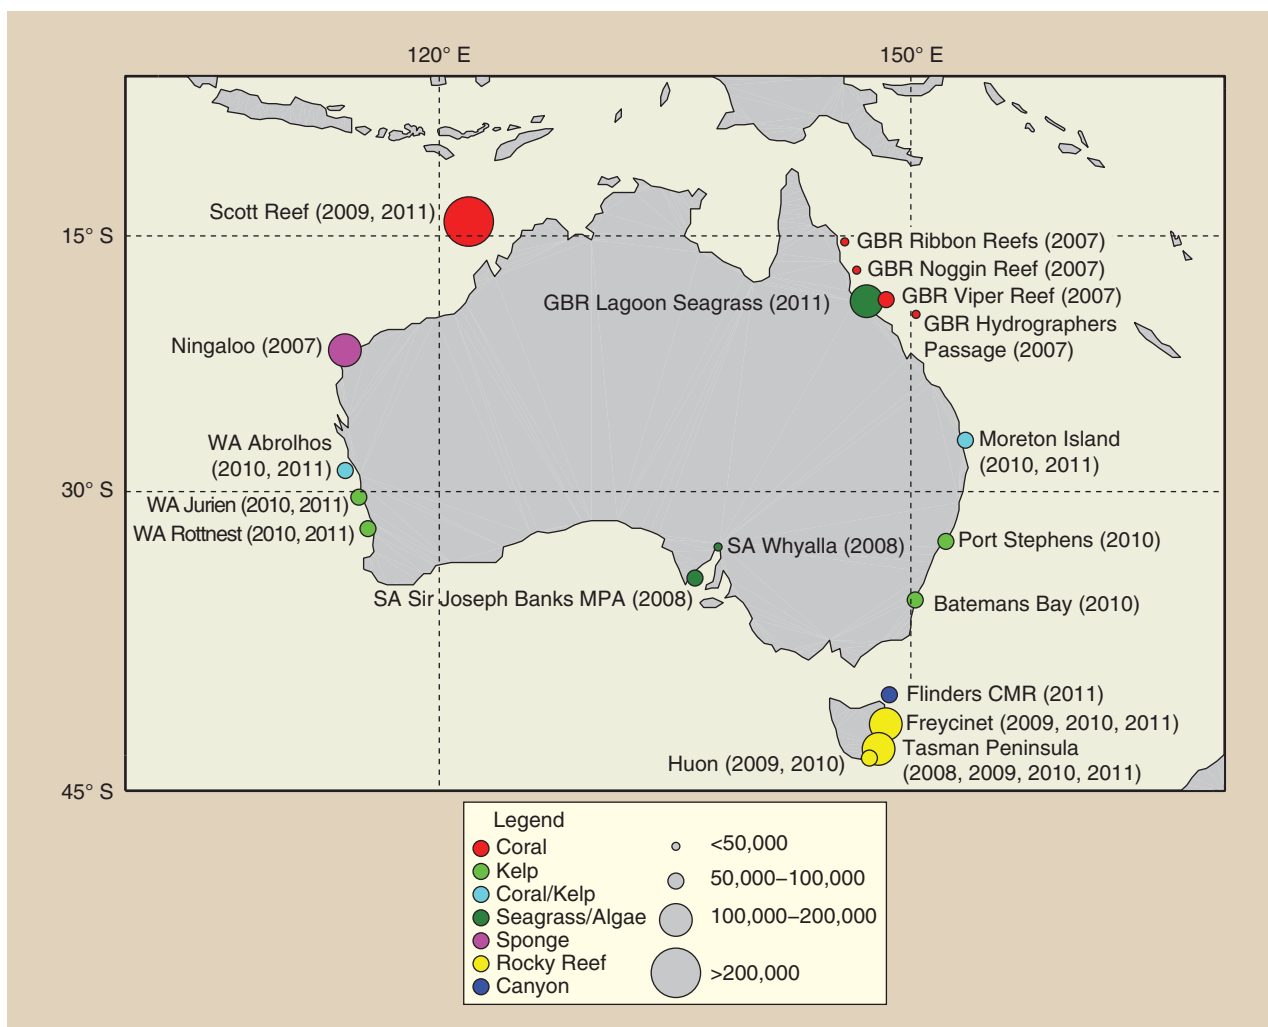 120° E
150° E
Scott Reef (2009, 2011)
15° S
GBR Ribbon Reefs (2007)
GBR Noggin Reef (2007)
GBR Viper Reef (2007)
GBR Lagoon Seagrass (2011)
GBR Hydrographers
Passage (2007)
Ningaloo (2007)
WA Abrolhos
(2010, 2011)
Moreton Island
(2010, 2011)
30° S
WA Jurien (2010, 2011)
WA Rottnest (2010, 2011)
SA Whyalla (2008)
Port Stephens (2010)
SA Sir Joseph Banks MPA (2008)
Batemans Bay (2010)
Flinders CMR (2011)
Freycinet (2009, 2010, 2011)
Tasman Peninsula
(2008, 2009, 2010, 2011)
Huon (2009, 2010)
45° S
Legend
Coral
Kelp
Coral/Kelp
Seagrass/Algae
Sponge
Rocky Reef
Canyon
<50,000
50,000–100,000
100,000–200,000
>200,000